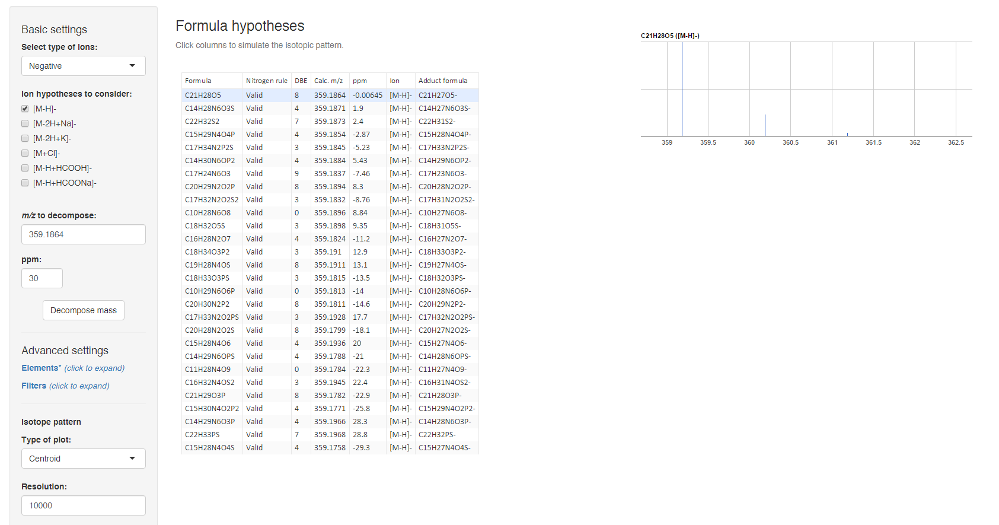 Basic settings
Select type of Ions:
Negative
Ion hypotheses to consider:
[M-H]-
[M-2H+Na]-
[M-2H+K]-
[M+Cl]-
[M-H+HCOOH]-
[M-H+HCOONa]-
m/z to decompose:
359.1864
ppm:
30
Decompose mass
Advanced settings
Elements* (click to expand)
Filters (click to expand)
Isotope pattern
Type of plot:
Centroid
Resolution:
10000
Formula hypotheses
Click columns to simulate the isotopic pattern.
Formula Nitrogen rule DBE Calc. m/z ppm Ion Adduct formula
C21H28O5 Valid 8 359.1864 -0.00645 [M-H]- C21H27O5-
C14H28N6O3S Valid 4 359.1871 1.9 [M-H]- C14H27N6O3S-
C22H32S2 Valid 7 359.1873 2.4 [M-H]- C22H31S2-
C15H29N4O4P Valid 4 359.1854 -2.87 [M-H]- C15H28N4O4P-
C17H34N2P2S Valid 3 359.1845 -5.23 [M-H]- C17H33N2P2S-
C14H30N6OP2 Valid 4 359.1884 5.43 [M-H]- C14H29N6OP2-
C17H24N6O3 Valid 9 359.1837 -7.46 [M-H]- C17H23N6O3-
C20H29N2O2P Valid 8 359.1894 8.3 [M-H]- C20H28N2O2P-
C17H32N2O2S2 Valid 3 359.1832 -8.76 [M-H]- C17H31N2O2S2-
C10H28N6O8 Valid 0 359.1896 8.84 [M-H]- C10H27N6O8-
C18H32O5S Valid 3 359.1898 9.35 [M-H]- C18H31O5S-
C16H28N2O7 Valid 4 359.1824 -11.2 [M-H]- C16H27N2O7-
C18H34O3P2 Valid 3 359.191 12.9 [M-H]- C18H33O3P2-
C19H28N4OS Valid 8 359.1911 13.1 [M-H]- C19H27N4OS-
C18H33O3PS Valid 3 359.1815 -13.5 [M-H]- C18H32O3PS-
C10H29N6O6P Valid 0 359.1813 -14 [M-H]- C10H28N6O6P-
C20H30N2P2 Valid 8 359.1811 -14.6 [M-H]- C20H29N2P2-
C17H33N2O2PS Valid 3 359.1928 17.7 [M-H]- C17H32N2O2PS-
C20H28N2O2S Valid 8 359.1799 -18.1 [M-H]- C20H27N2O2S-
C15H28N4O6 Valid 4 359.1936 20 [M-H]- C15H27N4O6-
C14H29N6OPS Valid 4 359.1788 -21 [M-H]- C14H28N6OPS-
C11H28N4O9 Valid 0 359.1784 -22.3 [M-H]- C11H27N4O9-
C16H32N4OS2 Valid 3 359.1945 22.4 [M-H]- C16H31N4OS2-
C21H29O3P Valid 8 359.1782 -22.9 [M-H]- C21H28O3P-
C15H30N4O2P2 Valid 4 359.1771 -25.8 [M-H]- C15H29N4O2P2-
C14H29N6O3P Valid 4 359.1966 28.3 [M-H]- C14H28N6O3P-
C22H33PS Valid 7 359.1968 28.8 [M-H]- C22H32PS-
C15H28N4O4S Valid 4 359.1758 -29.3 [M-H]- C15H27N4O4S-
C21H28O5 ([M-H]-)
359 359.5 360 360.5 361 361.5 362 362.5